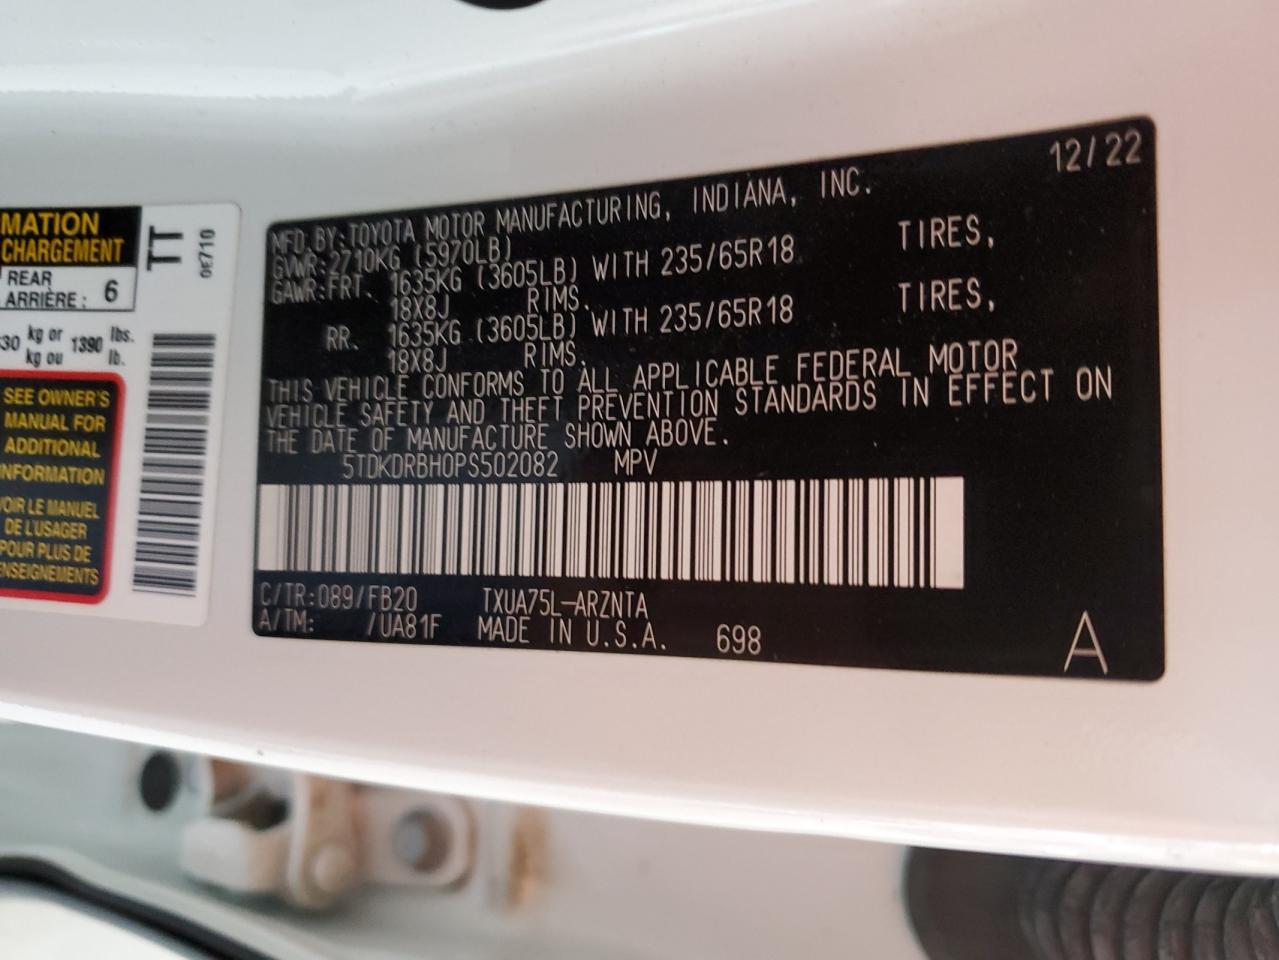 MATION
CHARGEMENT
REAR
ARRIÈRE : 6
TT
0E710
kg or 1390 lbs.
kg ou lb.
SEE OWNER'S
MANUAL FOR
ADDITIONAL
INFORMATION
VOIR LE MANUEL
DE L'USAGER
POUR PLUS DE
ENSEIGNEMENTS
12/22
MFD. BY: TOYOTA MOTOR MANUFACTURING, INDIANA, INC.
GVWR: 2710KG (5970LB)
GAWR: FRT. 1635KG (3605LB) WITH 235/65R18 TIRES,
18X8J RIMS.
RR. 1635KG (3605LB) WITH 235/65R18 TIRES,
18X8J RIMS.
THIS VEHICLE CONFORMS TO ALL APPLICABLE FEDERAL MOTOR
VEHICLE SAFETY AND THEFT PREVENTION STANDARDS IN EFFECT ON
THE DATE OF MANUFACTURE SHOWN ABOVE.
5TDKDRBH0PS502082 MPV
C/TR: 089/FB20 TXUA75L-ARZNTA
A/TM: /UA81F MADE IN U.S.A. 698
A